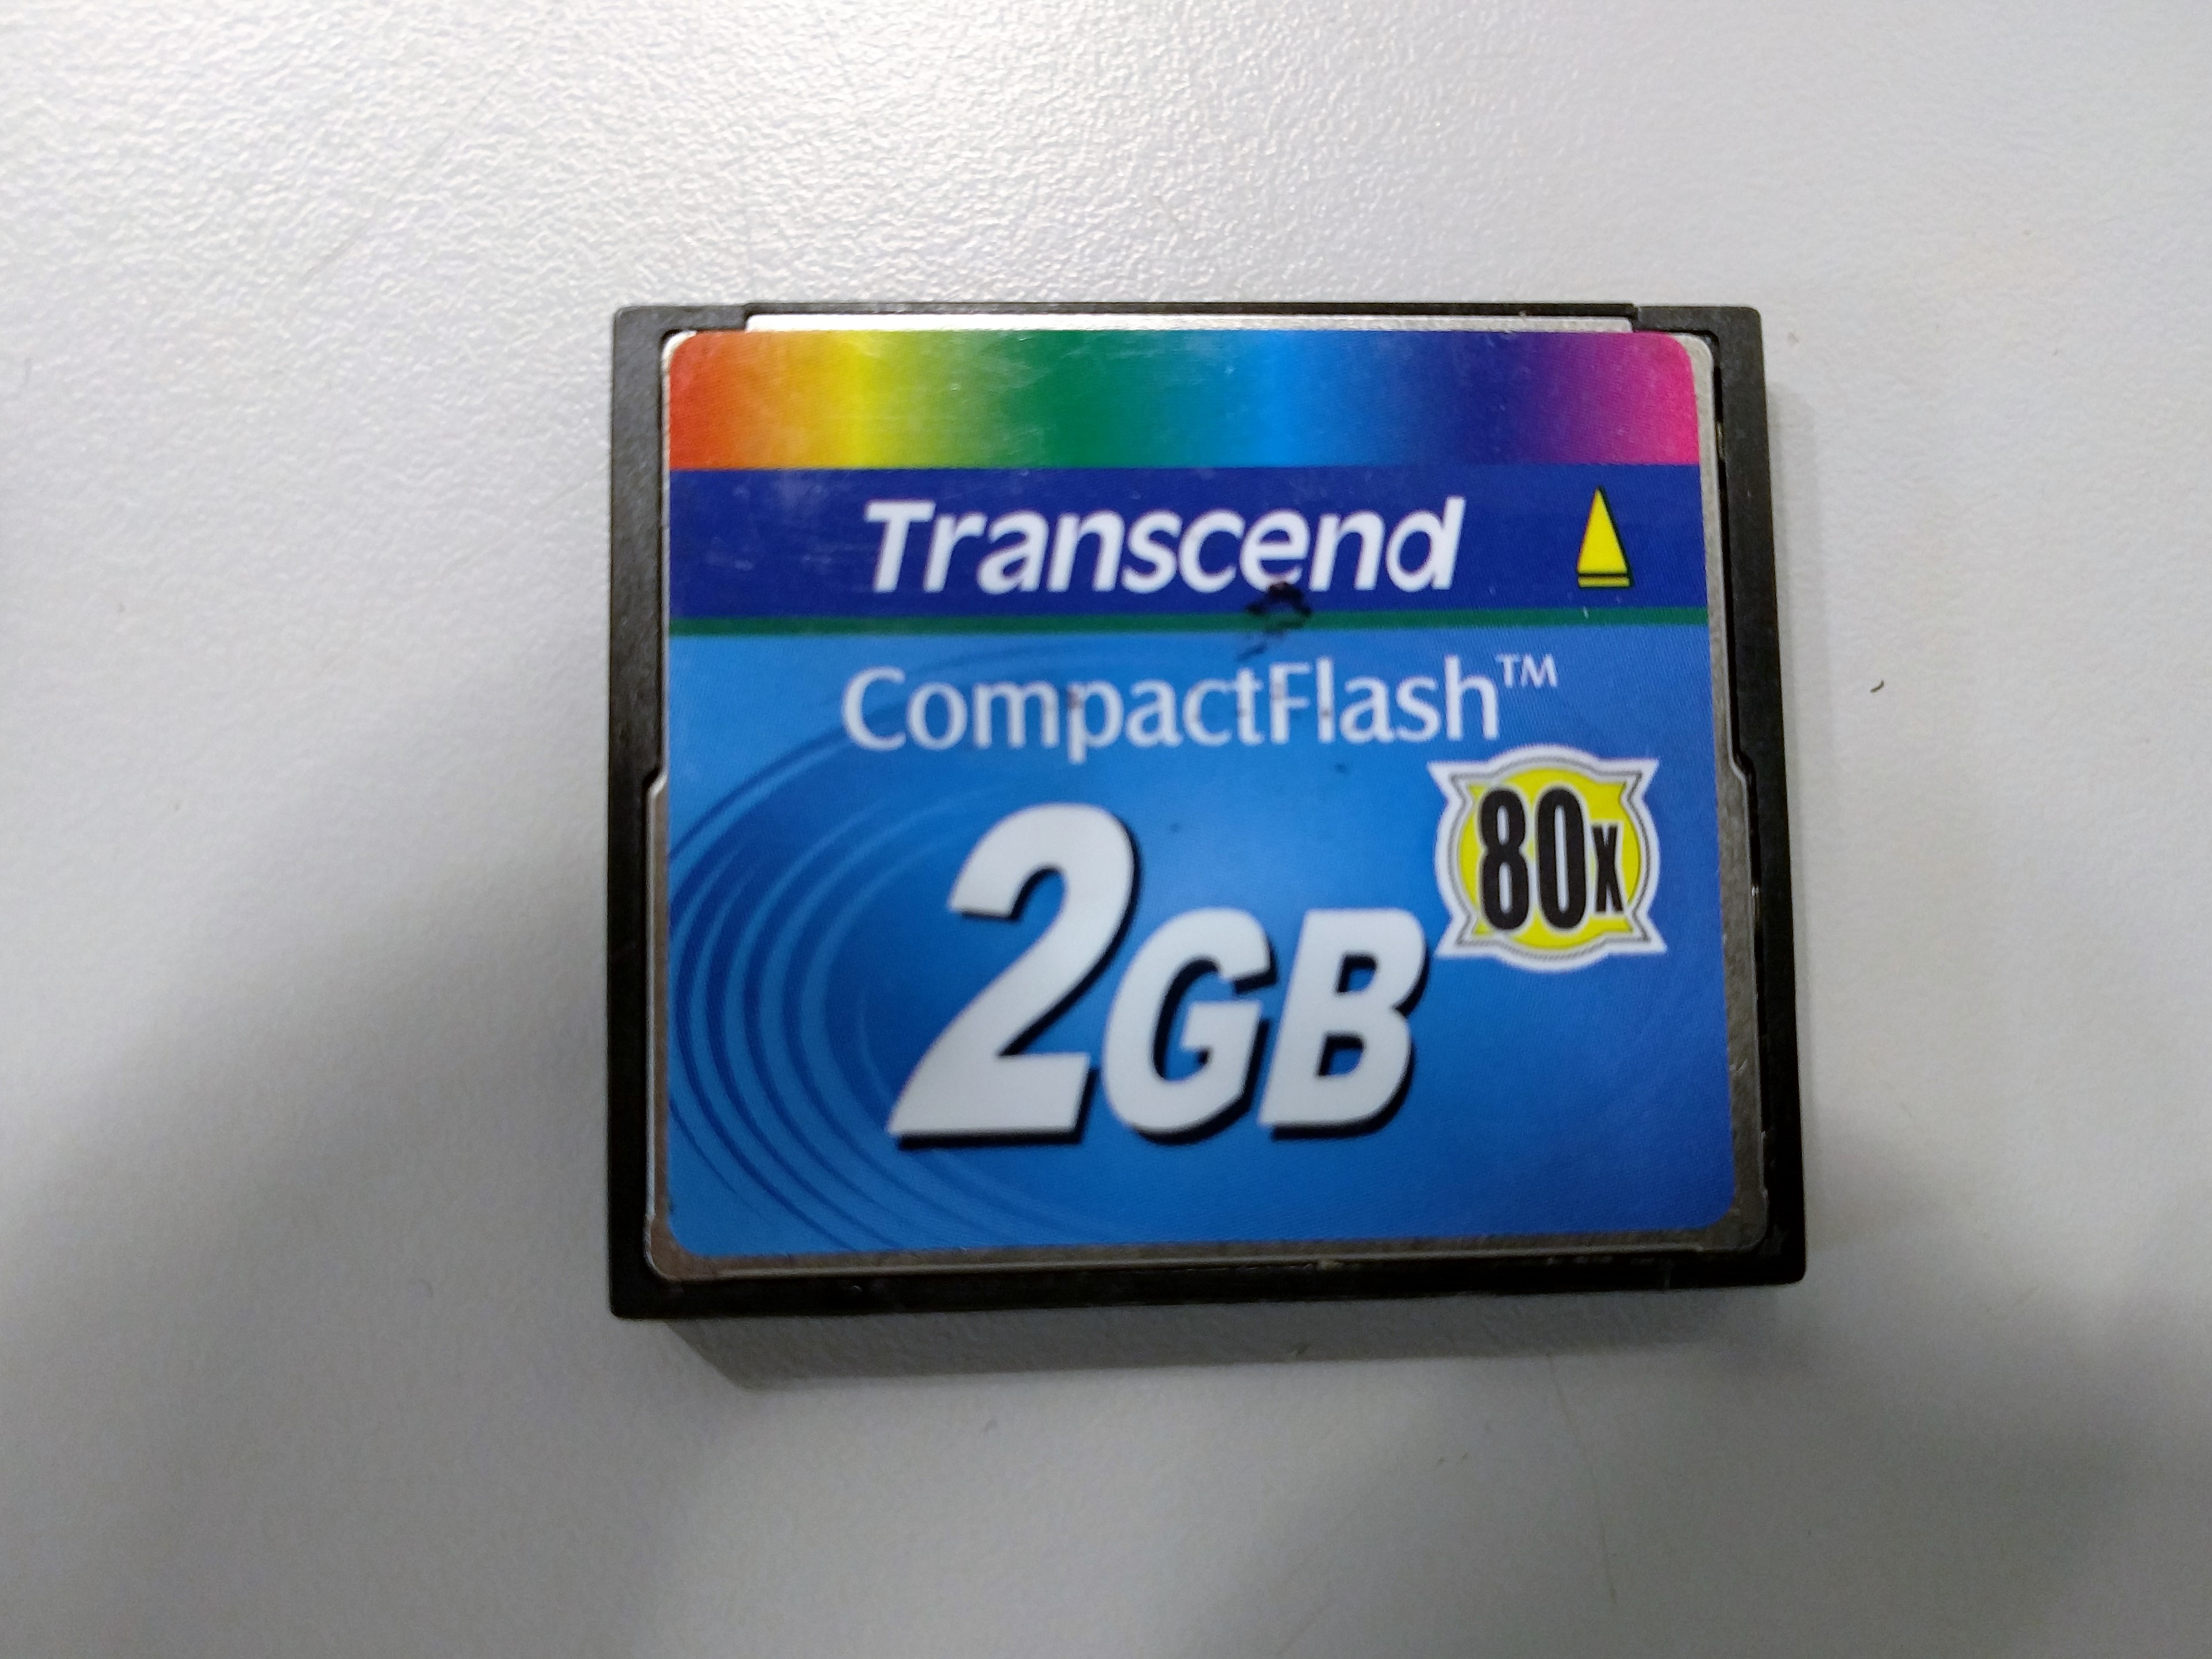 Transcend
CompactFlash™
80x
2GB